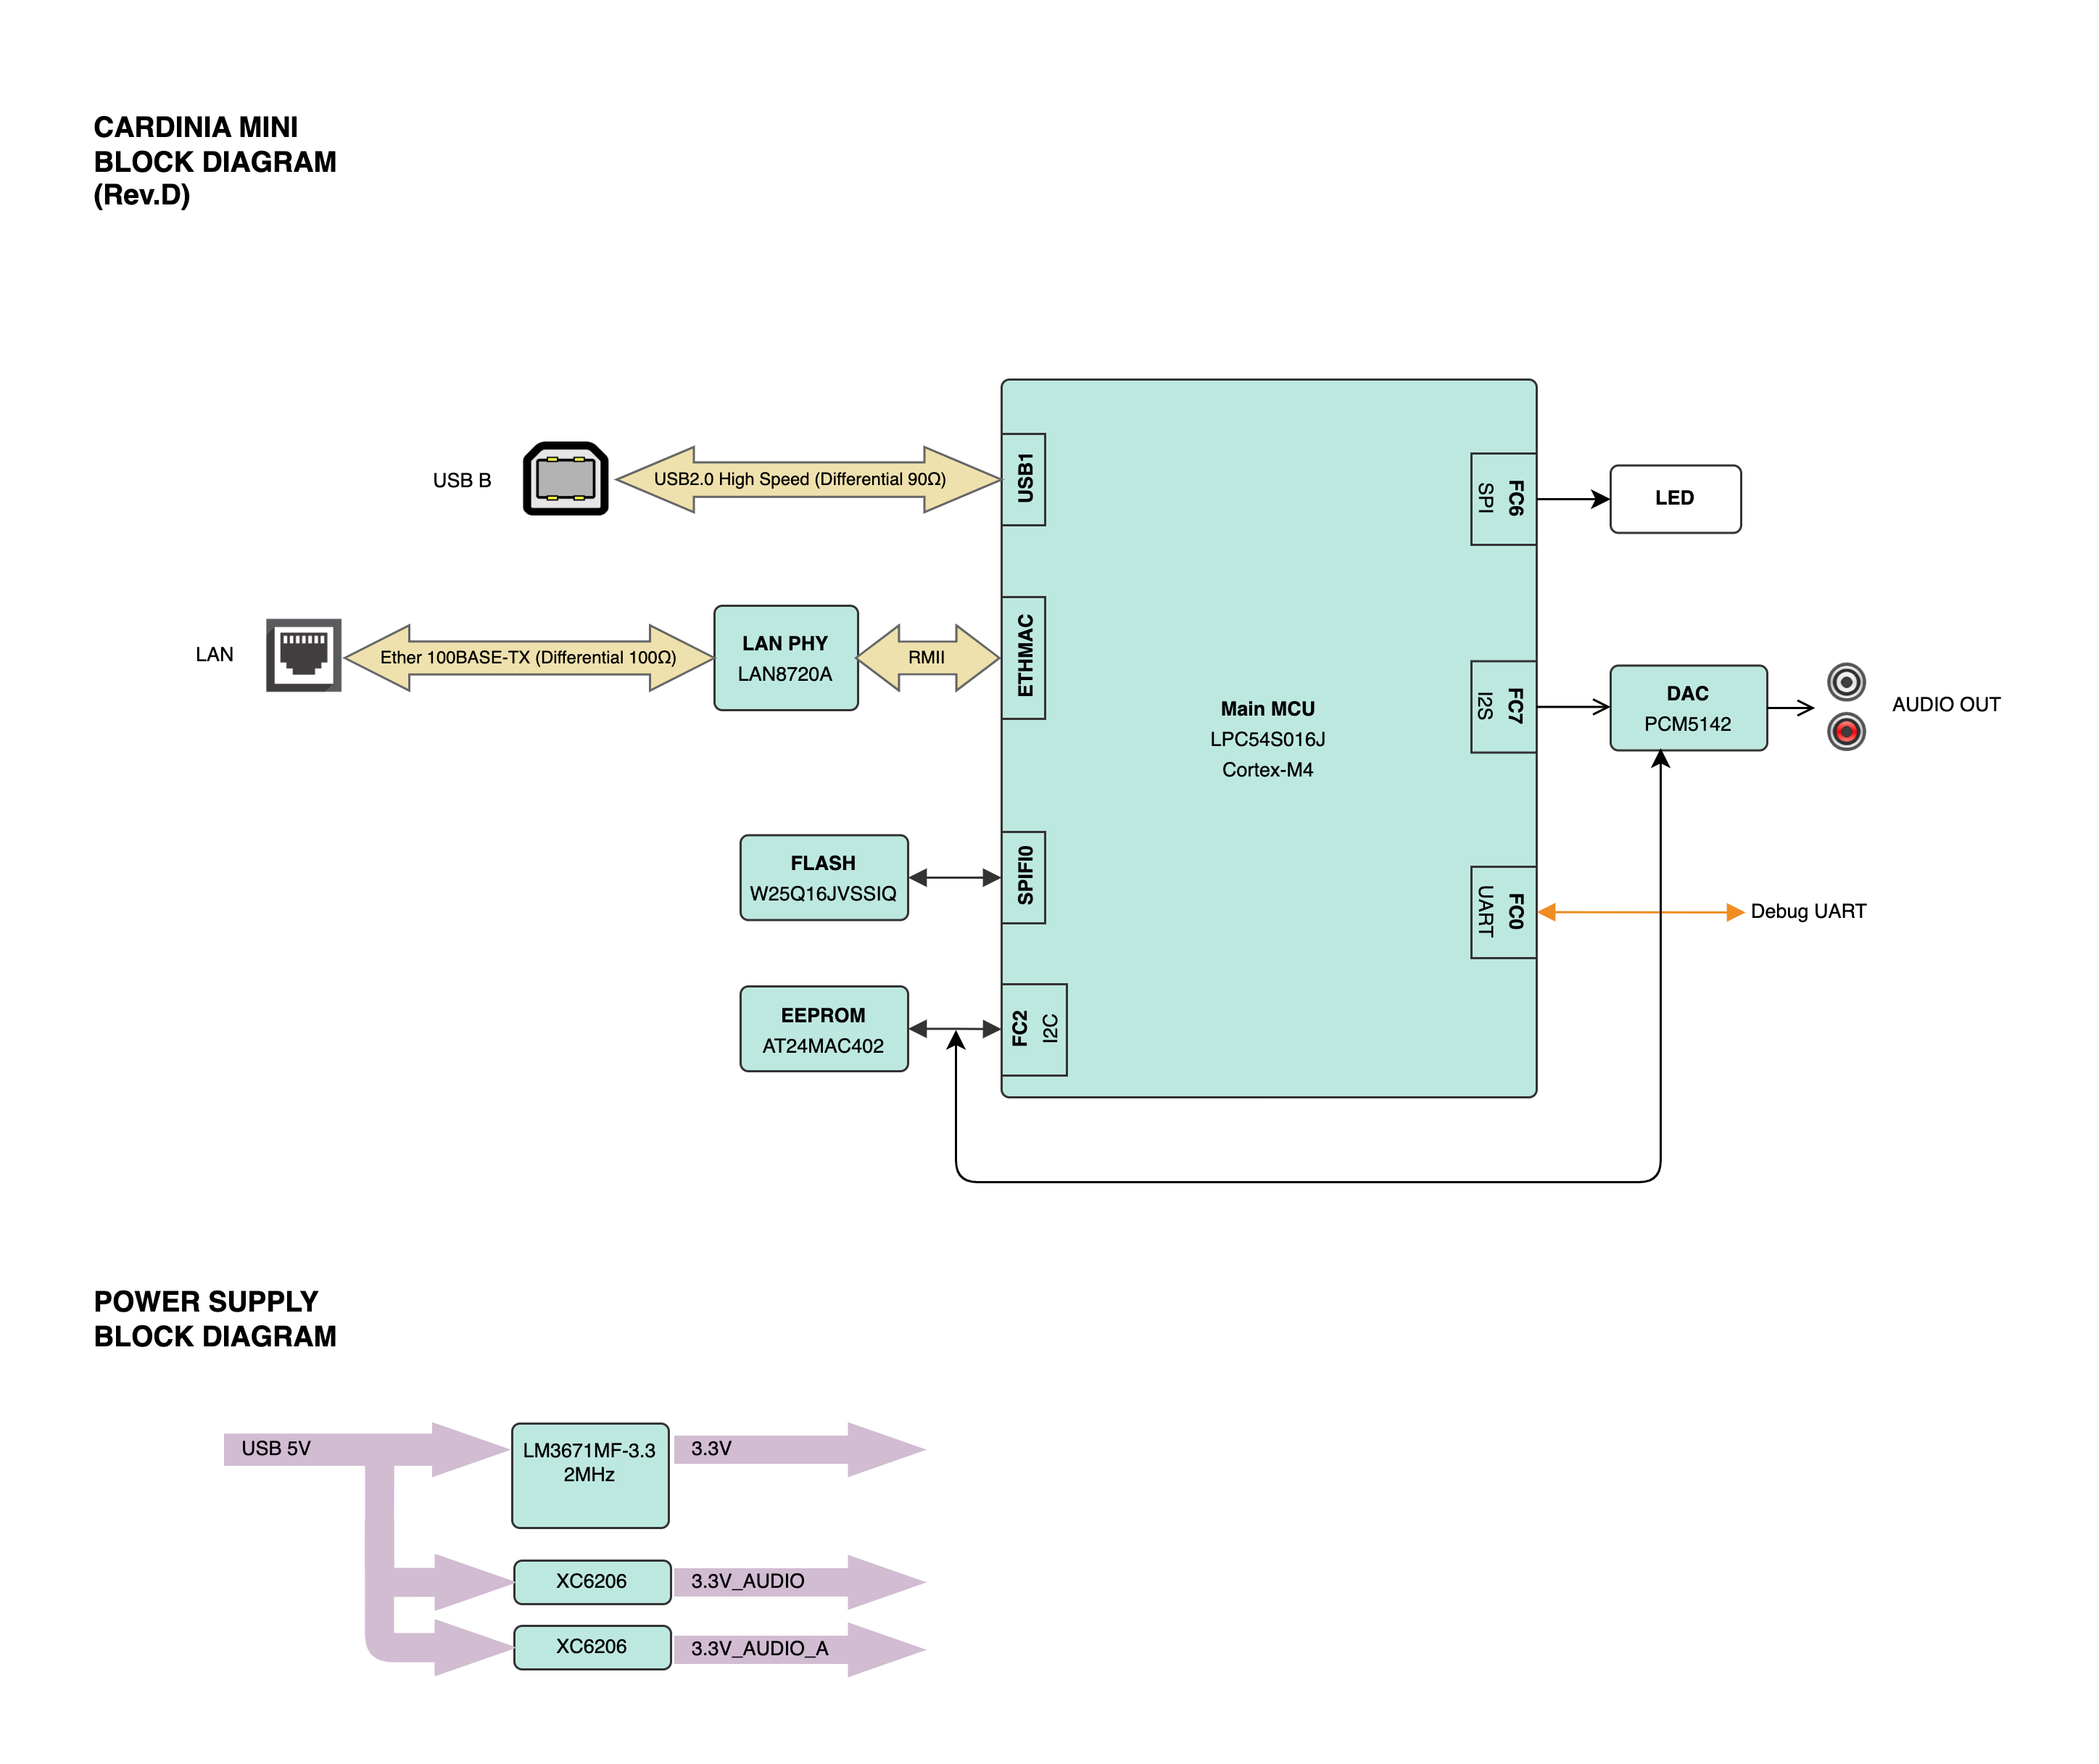 CARDINIA MINI
BLOCK DIAGRAM
(Rev.D)
USB B
USB2.0 High Speed (Differential 90Ω)
USB1
FC6
SPI
LED
LAN
Ether 100BASE-TX (Differential 100Ω)
LAN PHY
LAN8720A
RMII
ETHMAC
Main MCU
LPC54S016J
Cortex-M4
FC7
I2S
DAC
PCM5142
AUDIO OUT
FLASH
W25Q16JVSSIQ
SPIFI0
FC0
UART
Debug UART
EEPROM
AT24MAC402
FC2
I2C
POWER SUPPLY
BLOCK DIAGRAM
USB 5V
LM3671MF-3.3
2MHz
3.3V
XC6206
3.3V_AUDIO
XC6206
3.3V_AUDIO_A